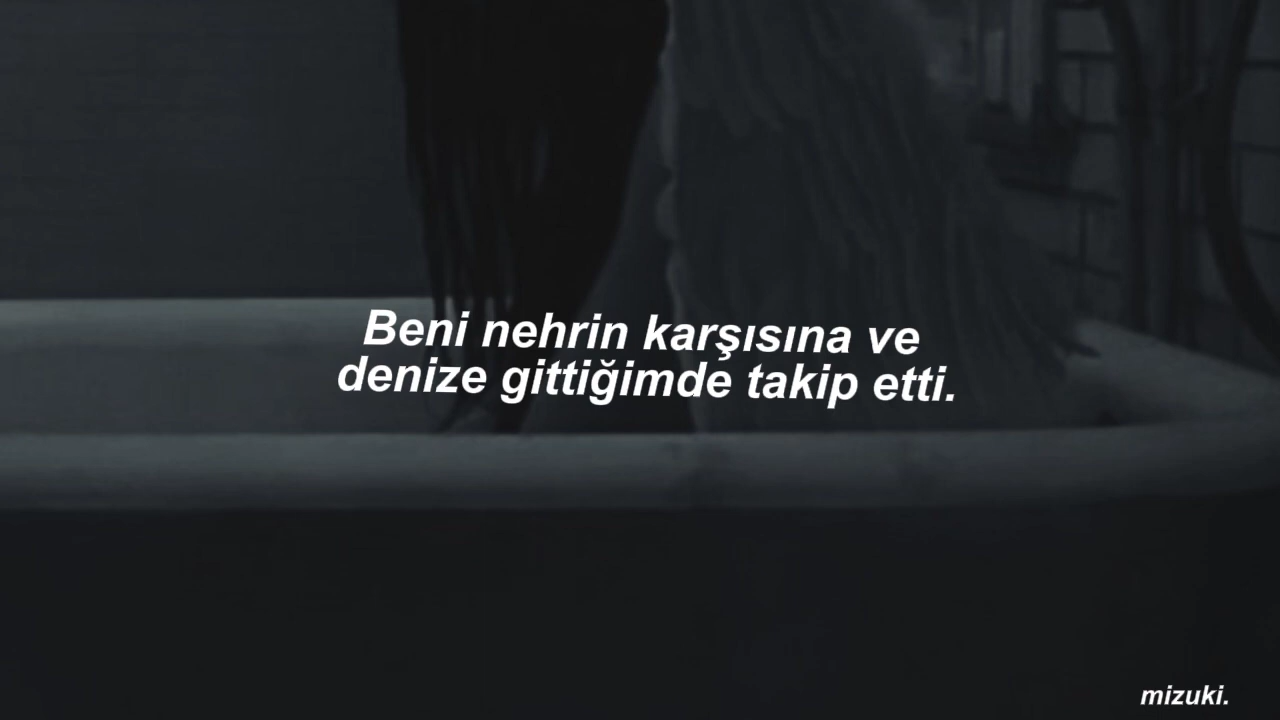 Beni nehrin karşısına ve
denize gittiğimde takip etti.
mizuki.